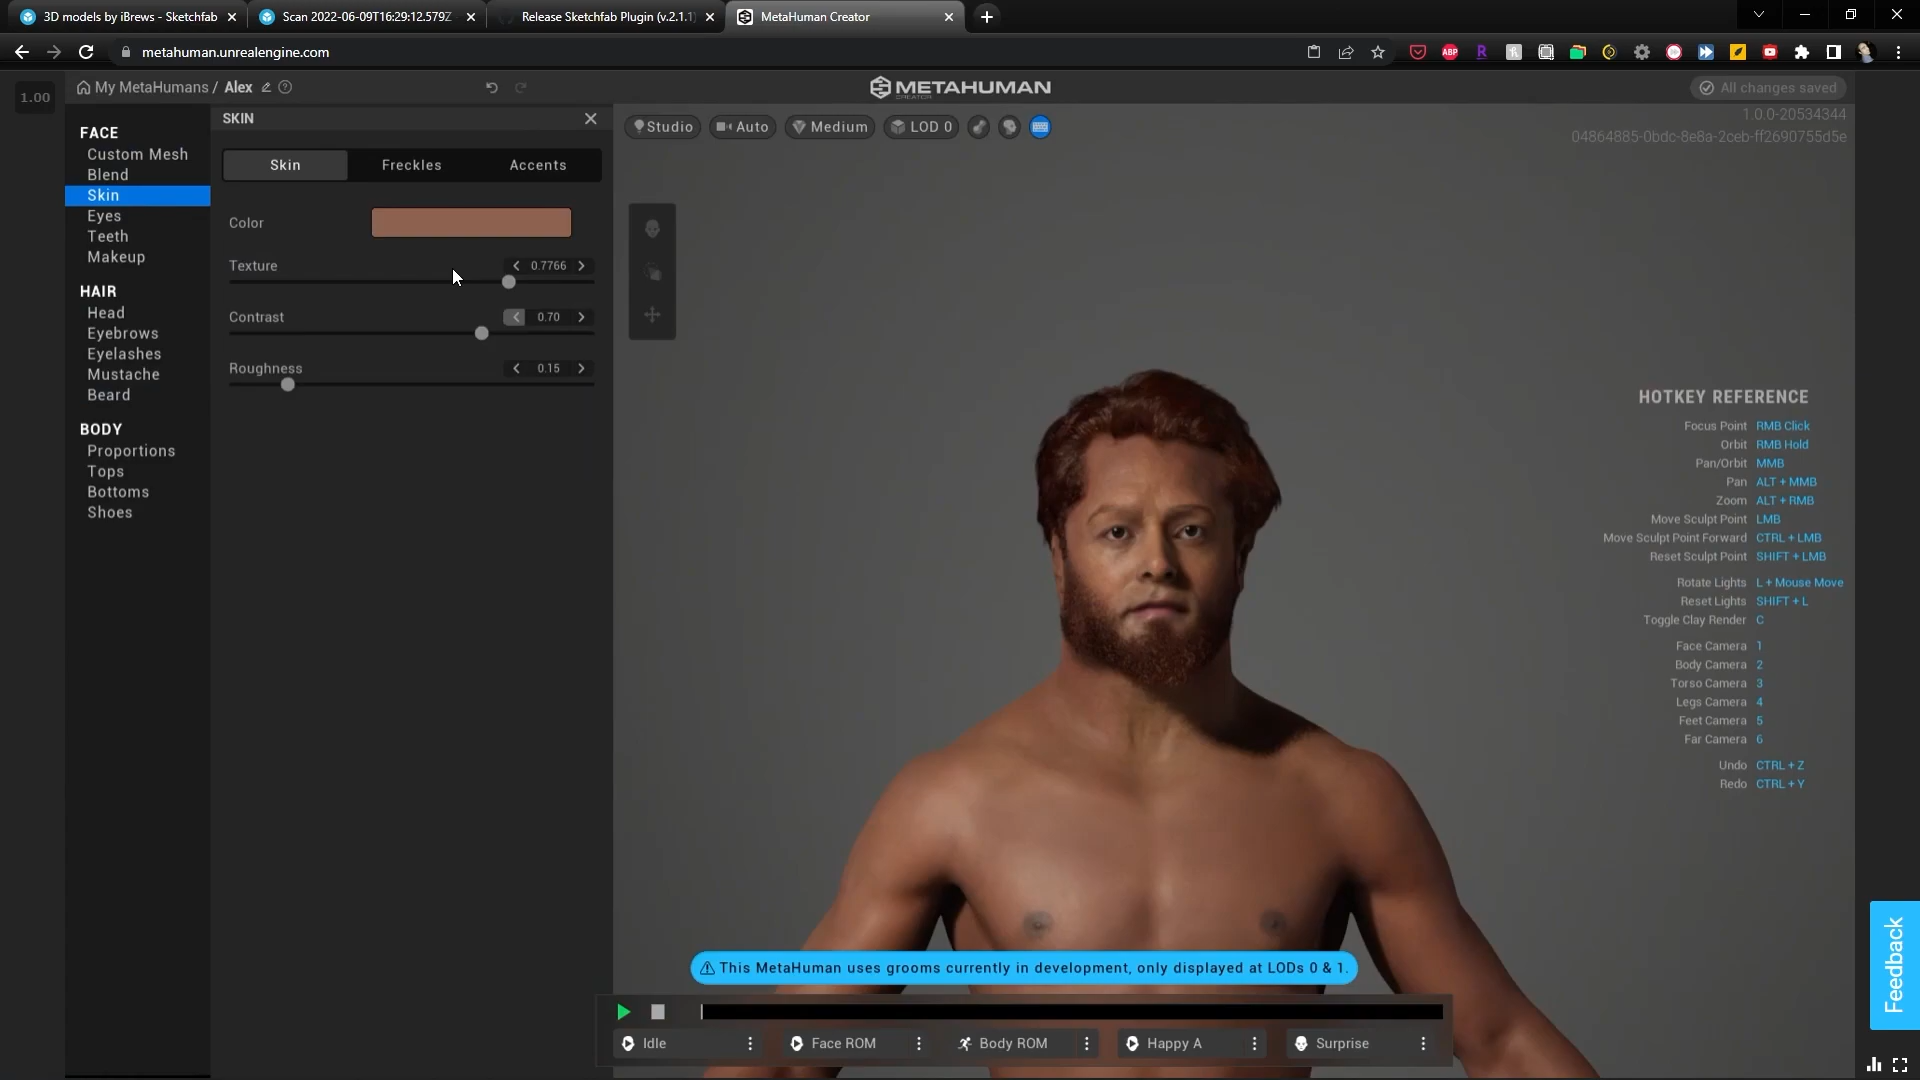 3D models by iBrews - Sketchfab
Scan 2022-06-09T16:29:12.579Z
Release Sketchfab Plugin (v.2.1.1)
MetaHuman Creator
metahuman.unrealengine.com
1.00
My MetaHumans / Alex
METAHUMAN
CREATOR
All changes saved
1.0.0-20534344
04864885-0bdc-8e8a-2ceb-ff2690755d5e
FACE
Custom Mesh
Blend
Skin
Eyes
Teeth
Makeup
HAIR
Head
Eyebrows
Eyelashes
Mustache
Beard
BODY
Proportions
Tops
Bottoms
Shoes
SKIN
Skin
Freckles
Accents
Color
Texture
0.7766
Contrast
0.70
Roughness
0.15
Studio
Auto
Medium
LOD 0
HOTKEY REFERENCE
Focus Point RMB Click
Orbit RMB Hold
Pan/Orbit MMB
Pan ALT + MMB
Zoom ALT + RMB
Move Sculpt Point LMB
Move Sculpt Point Forward CTRL + LMB
Reset Sculpt Point SHIFT + LMB
Rotate Lights L + Mouse Move
Reset Lights SHIFT + L
Toggle Clay Render C
Face Camera 1
Body Camera 2
Torso Camera 3
Legs Camera 4
Feet Camera 5
Far Camera 6
Undo CTRL + Z
Redo CTRL + Y
This MetaHuman uses grooms currently in development, only displayed at LODs 0 & 1.
Idle
Face ROM
Body ROM
Happy A
Surprise
Feedback